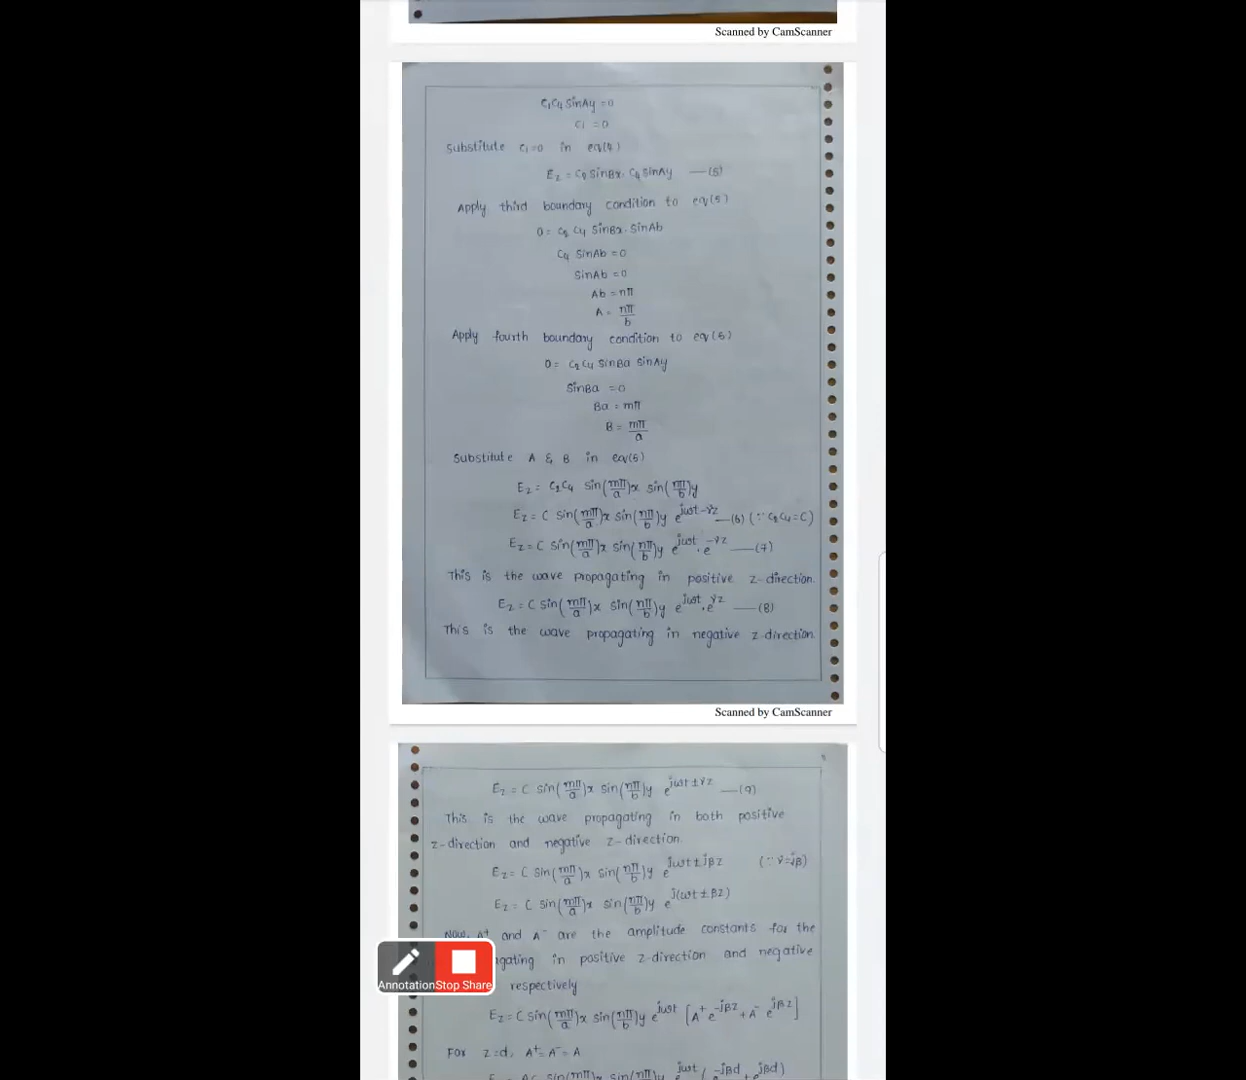 Scanned by CamScanner
C₁C₄ SinAy = 0
C₁ = 0
Substitute C₁=0 in eq(4)
E_z = C₂ SinBx. C₄ SinAy —(5)
Apply third boundary condition to eq(5)
0 = C₂ C₄ SinBx. SinAb
C₄ SinAb = 0
SinAb = 0
Ab = nπ
A = nπ/b
Apply fourth boundary condition to eq(5)
0 = C₂ C₄ SinBa SinAy
SinBa = 0
Ba = mπ
B = mπ/a
Substitute A & B in eq(5)
E_z = C₂C₄ sin(mπ/a)x sin(nπ/b)y
E_z = C sin(mπ/a)x sin(nπ/b)y e^{jωt-γz} —(6) (∵ C₂C₄=C)
E_z = C sin(mπ/a)x sin(nπ/b)y e^{jωt}.e^{-γz} —(7)
This is the wave propagating in positive z-direction.
E_z = C sin(mπ/a)x sin(nπ/b)y e^{jωt}.e^{γz} —(8)
This is the wave propagating in negative z-direction.
Scanned by CamScanner
E_z = C sin(mπ/a)x sin(nπ/b)y e^{jωt±γz} —(9)
This is the wave propagating in both positive
z-direction and negative z-direction.
E_z = C sin(mπ/a)x sin(nπ/b)y e^{jωt±jβz} (∵ γ=jβ)
E_z = C sin(mπ/a)x sin(nπ/b)y e^{j(ωt±βz)}
Now, A⁺ and A⁻ are the amplitude constants for the
gating in positive z-direction and negative
respectively
Annotation Stop Share
E_z = C sin(mπ/a)x sin(nπ/b)y e^{jωt} [A⁺e^{-jβz}+A⁻ e^{jβz}]
For z=d, A⁺=A⁻=A